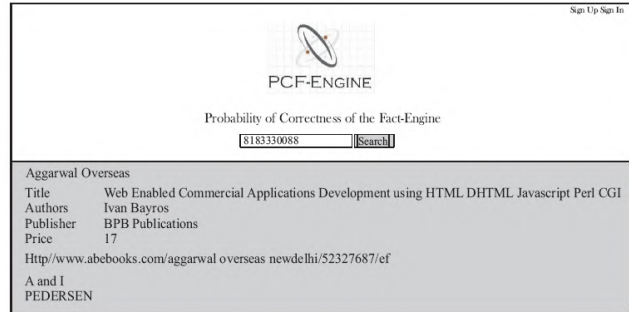 Sign Up Sign In
PCF-ENGINE
Probability of Correctness of the Fact-Engine
8183330088 Search
Aggarwal Overseas
Title Web Enabled Commercial Applications Development using HTML DHTML Javascript Perl CGI
Authors Ivan Bayros
Publisher BPB Publications
Price 17
Http//www.abebooks.com/aggarwal overseas newdelhi/52327687/ef
A and I
PEDERSEN